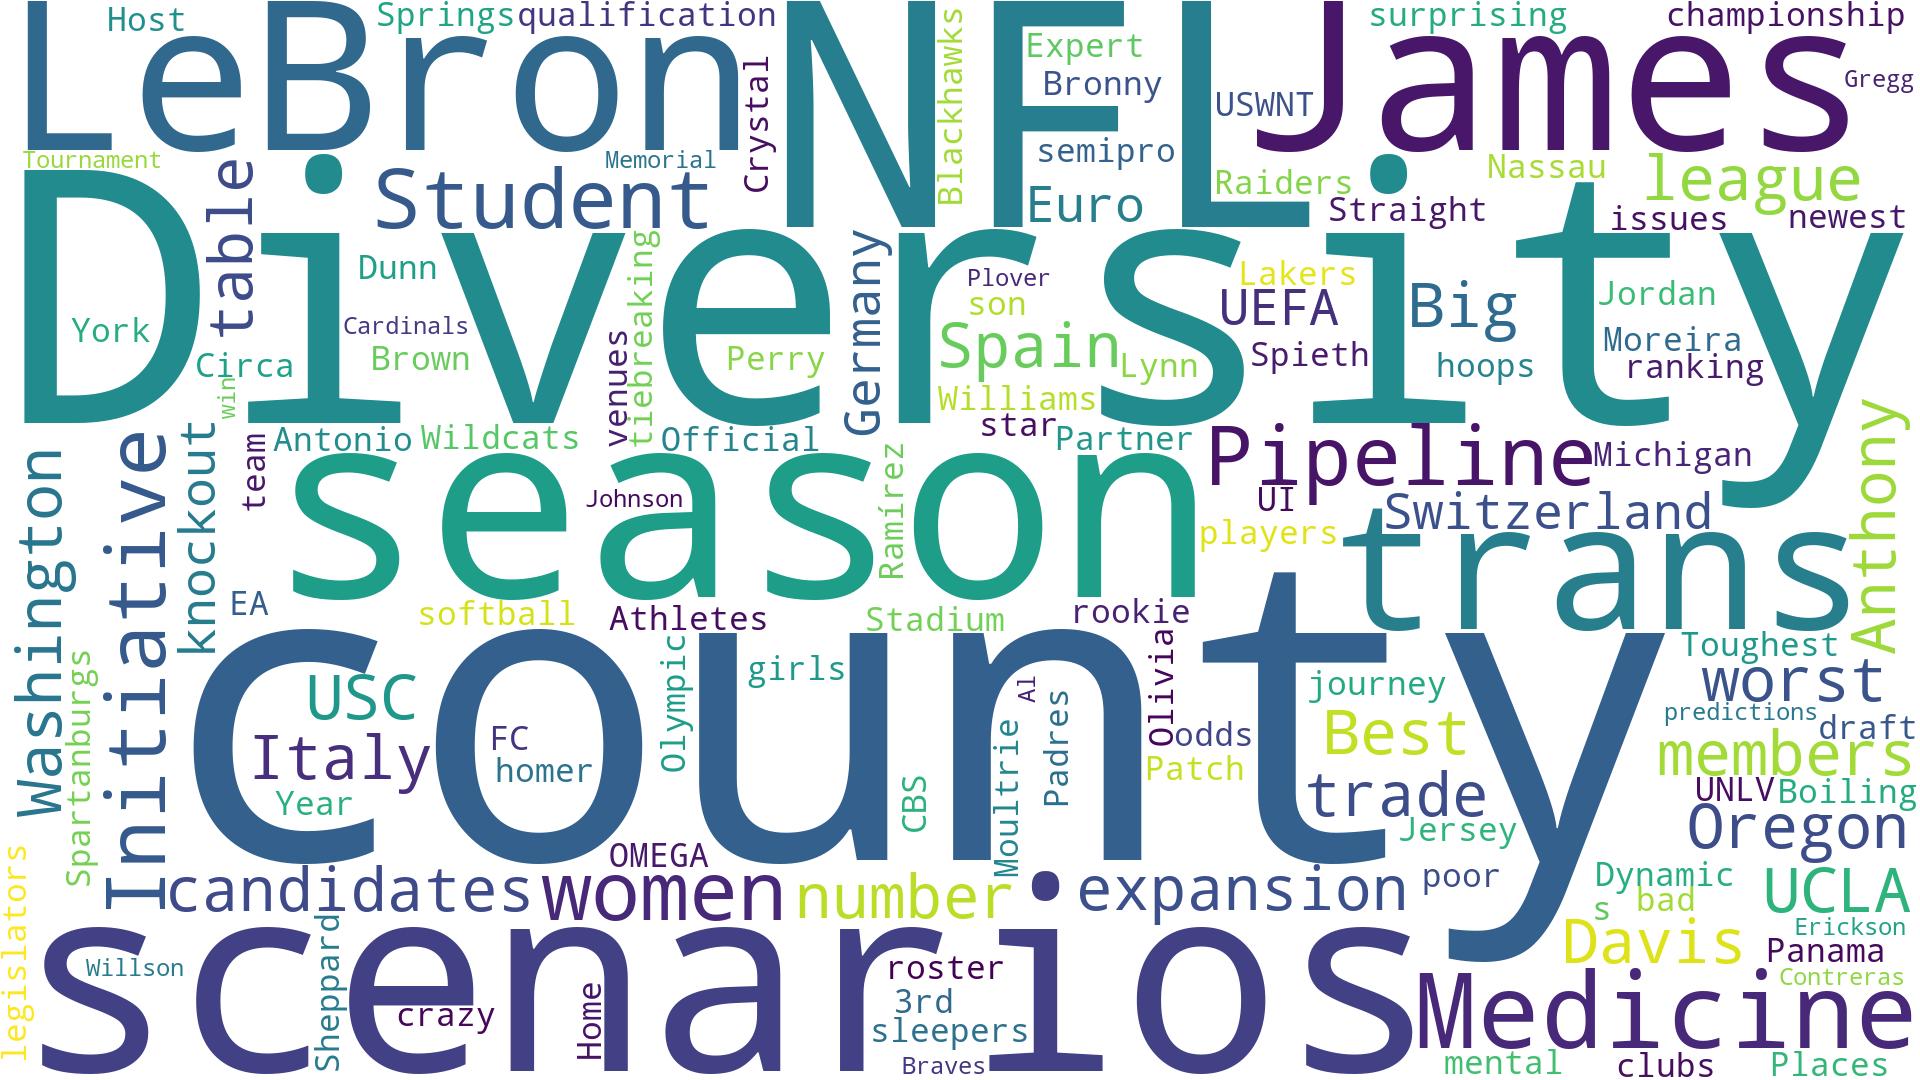 LeBron
NFL
James
Host
Springs
qualification
surprising
championship
Crystal
Blackhawks
Expert
Bronny
USWNT
Gregg
Tournament
Memorial
semipro
Nassau
league
table
Student
Euro
Raiders
Straight
issues
newest
Diversity
Dunn
tiebreaking
Germany
Plover
son
Lakers
UEFA
Big
Jordan
York
Cardinals
Spain
Moreira
Circa
Brown
venues
Perry
Lynn
Spieth
hoops
ranking
win
Williams
star
Antonio
Wildcats
Official
Partner
Pipeline
Michigan
Anthony
Washington
Initiative
knockout
team
season
Johnson
Ramírez
UI
Switzerland
players
trans
EA
softball
Athletes
Stadium
rookie
county
Toughest
Spartanburgs
USC
Olympic
girls
Al
Olivia
journey
worst
Italy
FC
homer
Padres
Moultrie
odds
Best
predictions
draft
Patch
members
Year
CBS
trade
UNLV
Boiling
Jersey
Oregon
legislators
OMEGA
candidates
women
number
expansion
poor
Dynamic
s
bad
UCLA
scenarios
Sheppard
Davis
Erickson
Willson
roster
Panama
Medicine
Contreras
crazy
Home
3rd
sleepers
Braves
mental
clubs
Places